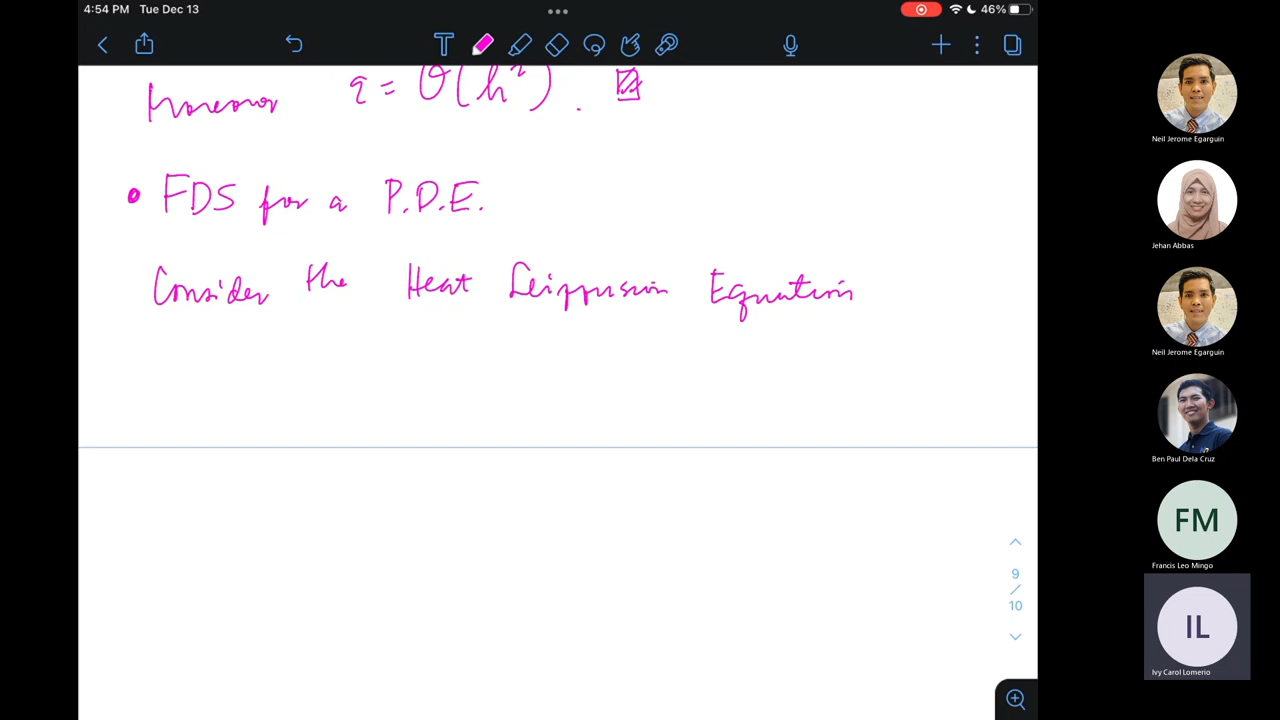 4:54 PM Tue Dec 13
46%
Moreover τ = O(h²).
• FDS for a P.D.E.
Consider the Heat Diffusion Equation
9
/
10
Neil Jerome Egarguin
Jehan Abbas
Neil Jerome Egarguin
Ben Paul Dela Cruz
FM
Francis Leo Mingo
IL
Ivy Carol Lomerio